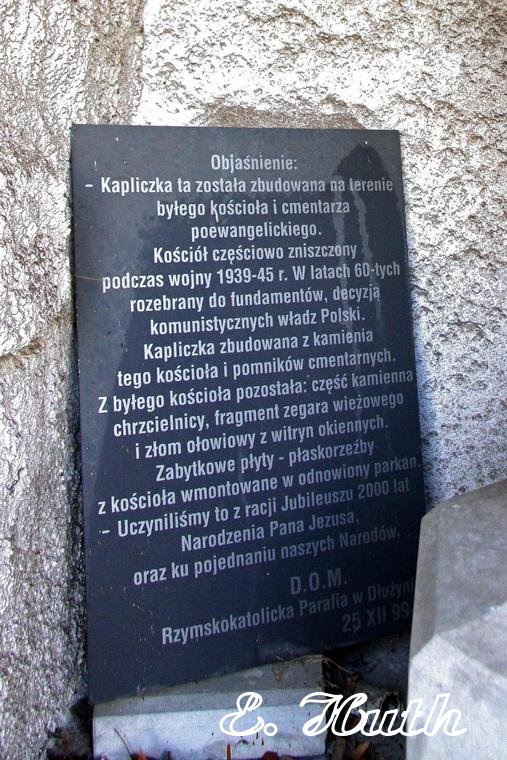 Objaśnienie:
- Kapliczka ta została zbudowana na terenie
byłego kościoła i cmentarza
poewangelickiego.
Kościół częściowo zniszczony
podczas wojny 1939-45 r. W latach 60-tych
rozebrany do fundamentów, decyzją
komunistycznych władz Polski.
Kapliczka zbudowana z kamienia
tego kościoła i pomników cmentarnych.
Z byłego kościoła pozostała: część kamienna
chrzcielnicy, fragment zegara wieżowego
i złom ołowiowy z witryn okiennych.
Zabytkowe płyty - płaskorzeźby
z kościoła wmontowane w odnowiony parkan.
- Uczyniliśmy to z racji Jubileuszu 2000 lat
Narodzenia Pana Jezusa,
oraz ku pojednaniu naszych Narodów.
D.O.M.
Rzymskokatolicka Parafia w Dłużyni
25 XII 99
E. Huth